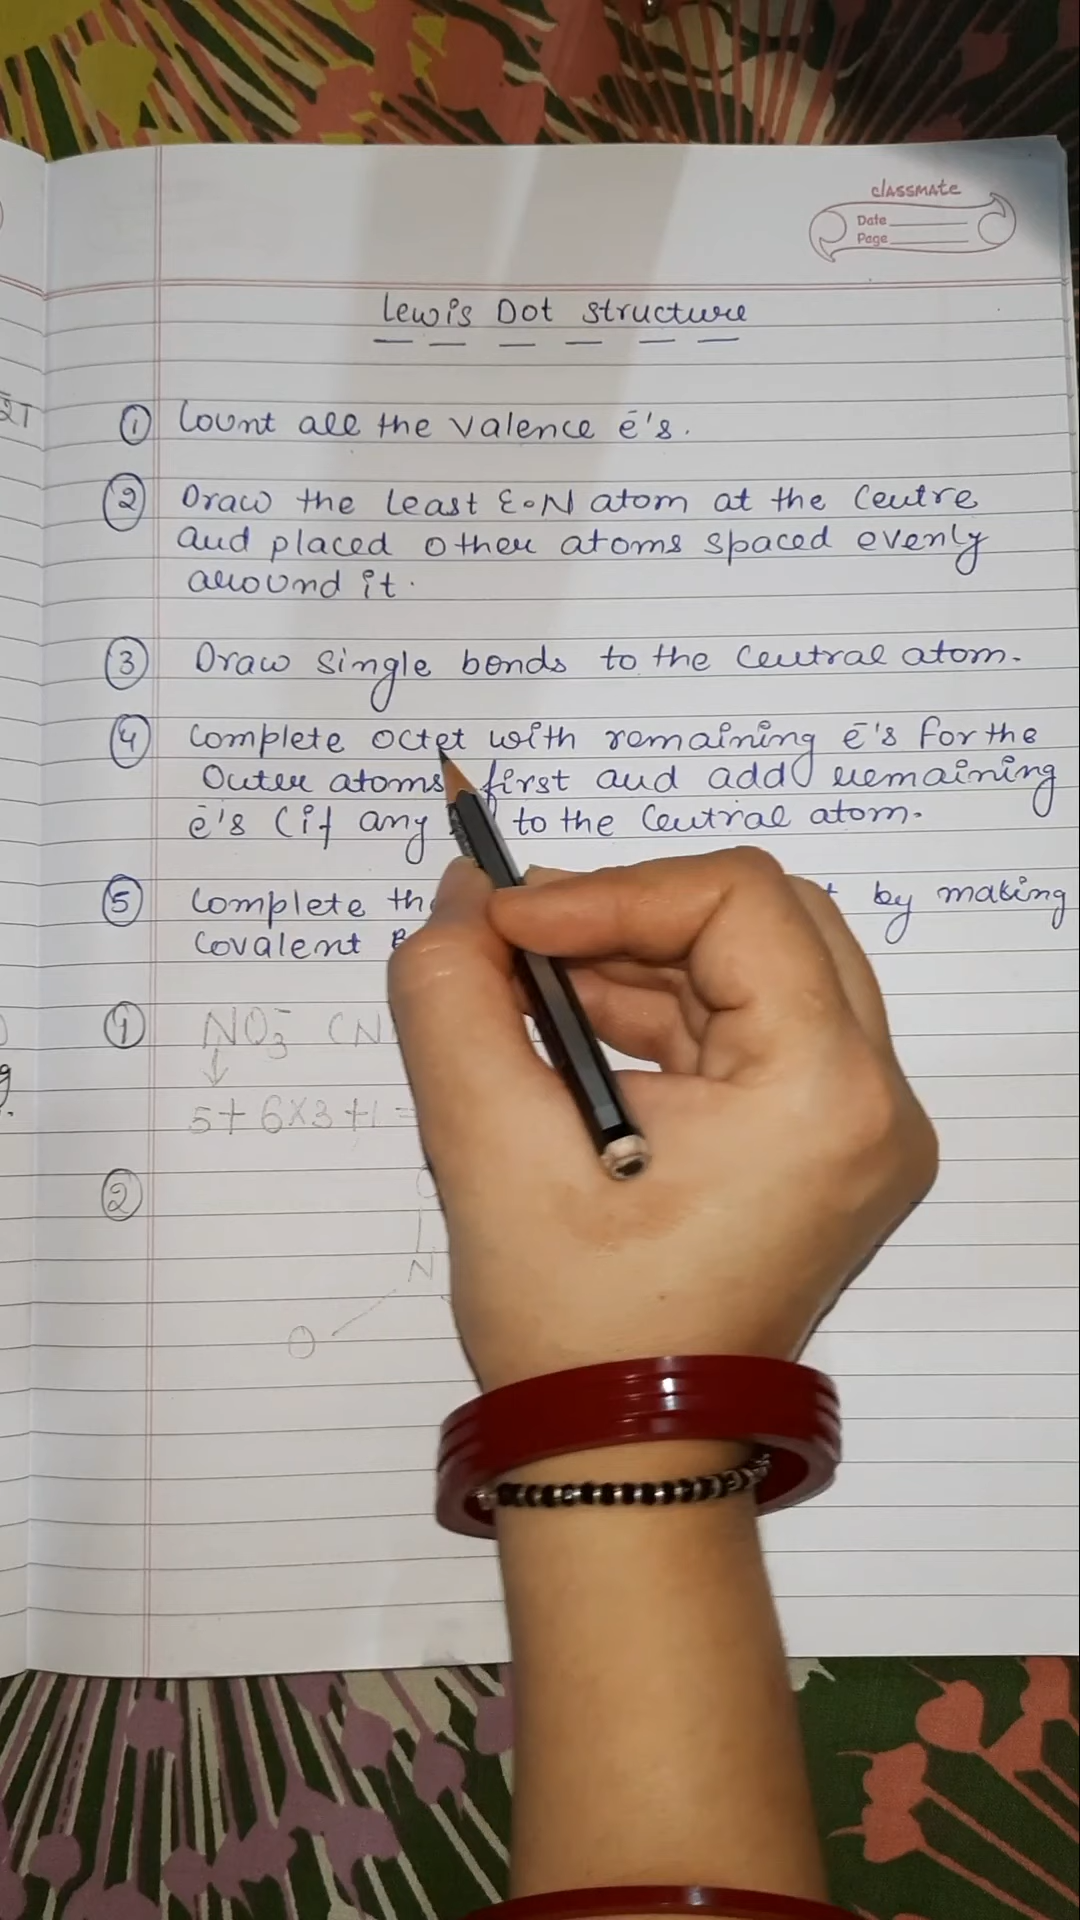 classmate
Date
Page
Lewis Dot Structure
① Count all the valence ē's.
② Draw the least E.N atom at the Centre
and placed other atoms spaced evenly
around it.
③ Draw single bonds to the Central atom.
④ Complete octet with remaining ē's for the
Outer atoms first and add remaining
ē's (if any to the Central atom.
⑤ Complete by making
Covalent
① NO₃⁻
5+6×3+1=
②
N
O